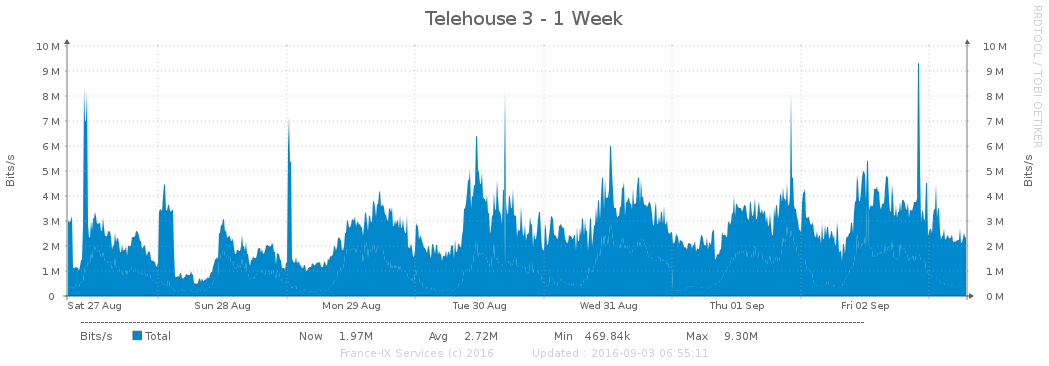 Telehouse 3 - 1 Week
RRDTOOL / TOBI OETIKER
Bits/s
10 M
9 M
8 M
7 M
6 M
5 M
4 M
3 M
2 M
1 M
0
10 M
9 M
8 M
7 M
6 M
5 M
4 M
3 M
2 M
1 M
0 M
Bits/s
Sat 27 Aug Sun 28 Aug Mon 29 Aug Tue 30 Aug Wed 31 Aug Thu 01 Sep Fri 02 Sep
Bits/s Total Now 1.97M Avg 2.72M Min 469.84k Max 9.30M
France-IX Services (c) 2016 Updated : 2016-09-03 06:55:11